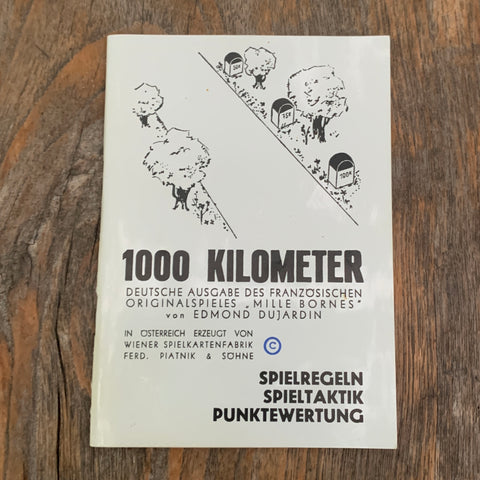 1000 KILOMETER
DEUTSCHE AUSGABE DES FRANZÖSISCHEN
ORIGINALSPIELES „MILLE BORNES"
von EDMOND DUJARDIN
IN ÖSTERREICH ERZEUGT VON
WIENER SPIELKARTENFABRIK ©
FERD. PIATNIK & SÖHNE
SPIELREGELN
SPIELTAKTIK
PUNKTEWERTUNG